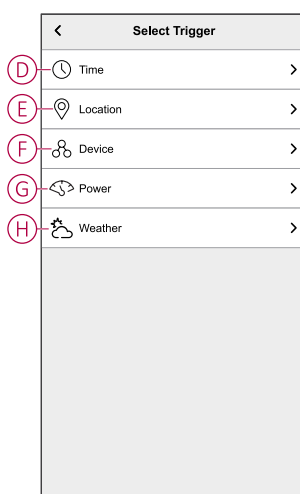 Select Trigger
D Time
E Location
F Device
G Power
H Weather